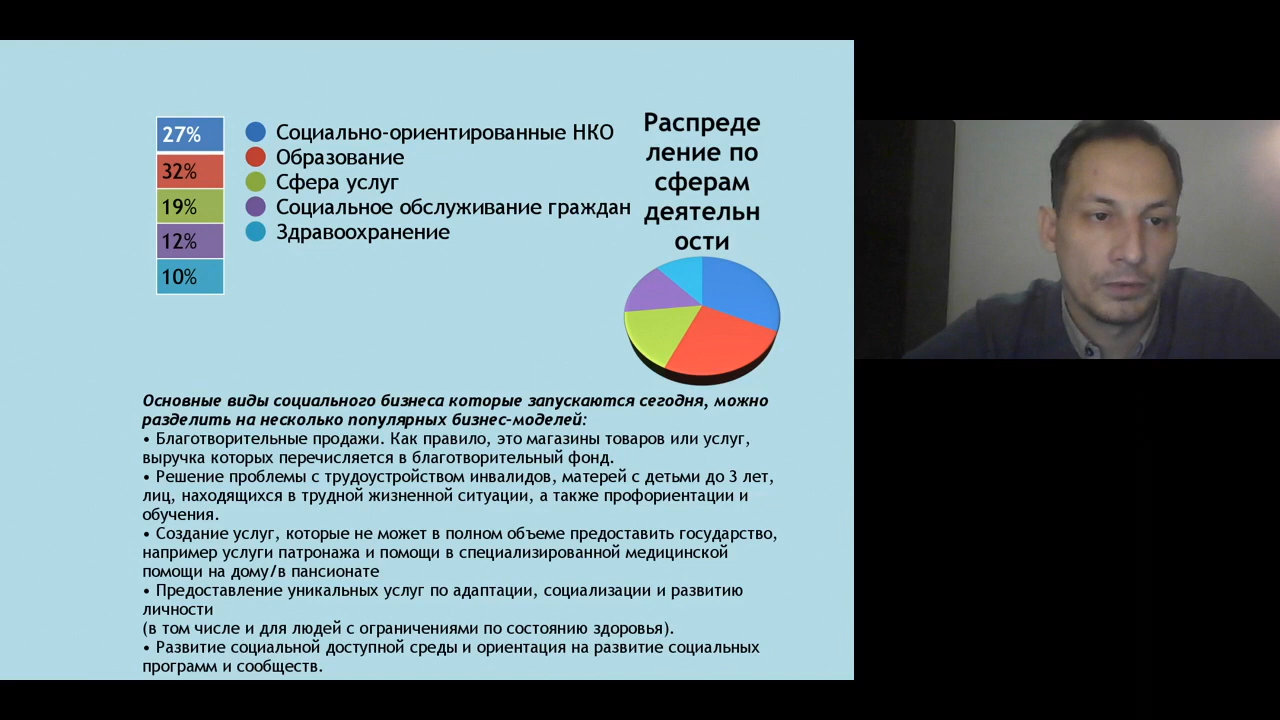 27%
32%
19%
12%
10%
Социально-ориентированные НКО
Образование
Сфера услуг
Социальное обслуживание граждан
Здравоохранение
Распреде
ление по
сферам
деятельн
ости
Основные виды социального бизнеса которые запускаются сегодня, можно
разделить на несколько популярных бизнес-моделей:
• Благотворительные продажи. Как правило, это магазины товаров или услуг,
выручка которых перечисляется в благотворительный фонд.
• Решение проблемы с трудоустройством инвалидов, матерей с детьми до 3 лет,
лиц, находящихся в трудной жизненной ситуации, а также профориентации и
обучения.
• Создание услуг, которые не может в полном объеме предоставить государство,
например услуги патронажа и помощи в специализированной медицинской
помощи на дому/в пансионате
• Предоставление уникальных услуг по адаптации, социализации и развитию
личности
(в том числе и для людей с ограничениями по состоянию здоровья).
• Развитие социальной доступной среды и ориентация на развитие социальных
программ и сообществ.